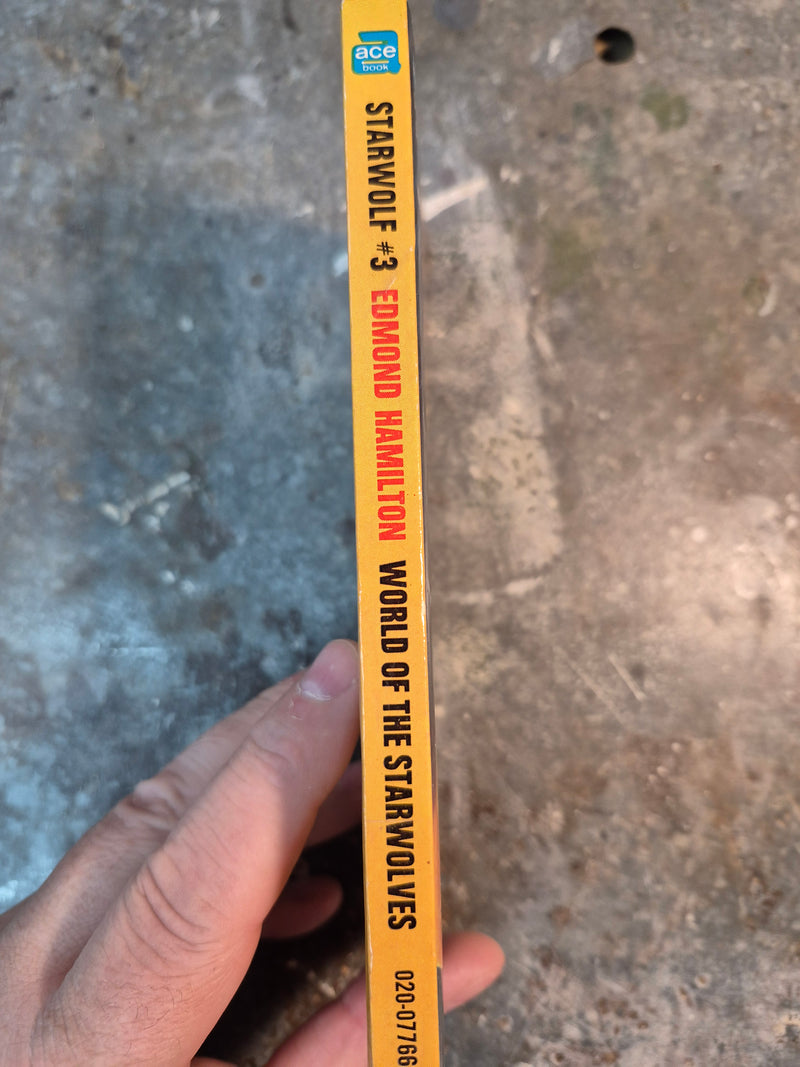 ace
book
STARWOLF #3 EDMOND HAMILTON WORLD OF THE STARWOLVES 020-07766